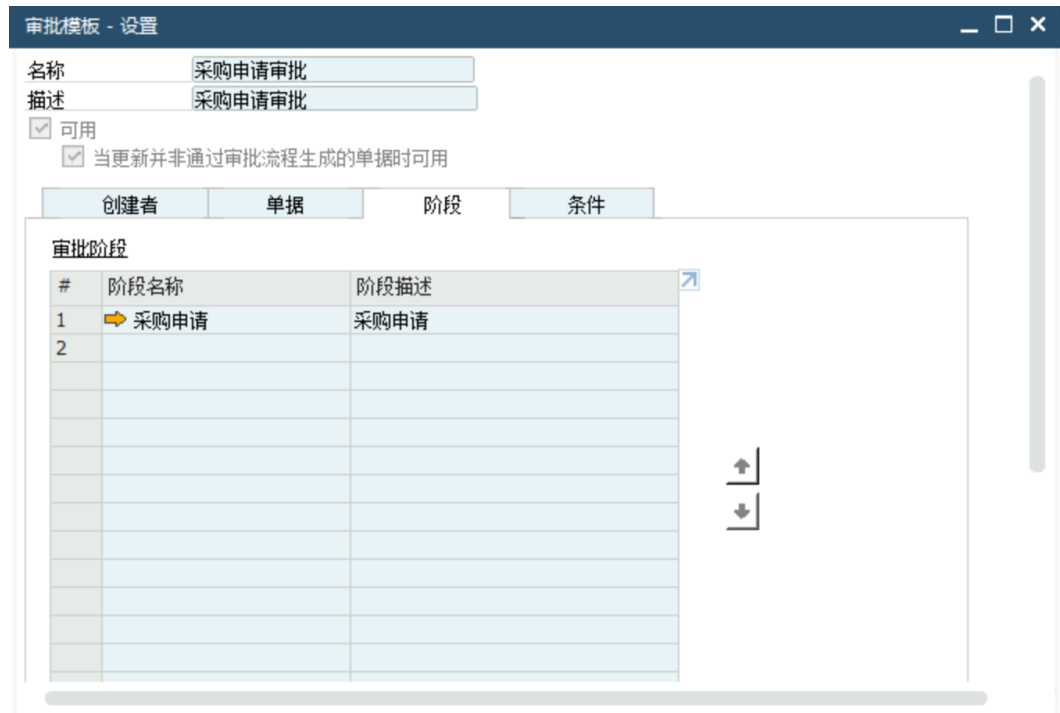 审批模板 - 设置
名称 采购申请审批
描述 采购申请审批
可用
当更新并非通过审批流程生成的单据时可用
创建者 单据 阶段 条件
审批阶段
# 阶段名称 阶段描述
1 采购申请 采购申请
2